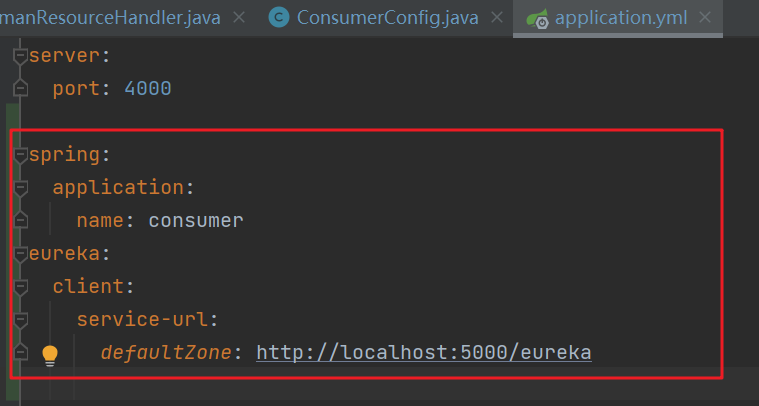 manResourceHandler.java ConsumerConfig.java application.yml
server:
  port: 4000
spring:
  application:
    name: consumer
eureka:
  client:
    service-url:
      defaultZone: http://localhost:5000/eureka